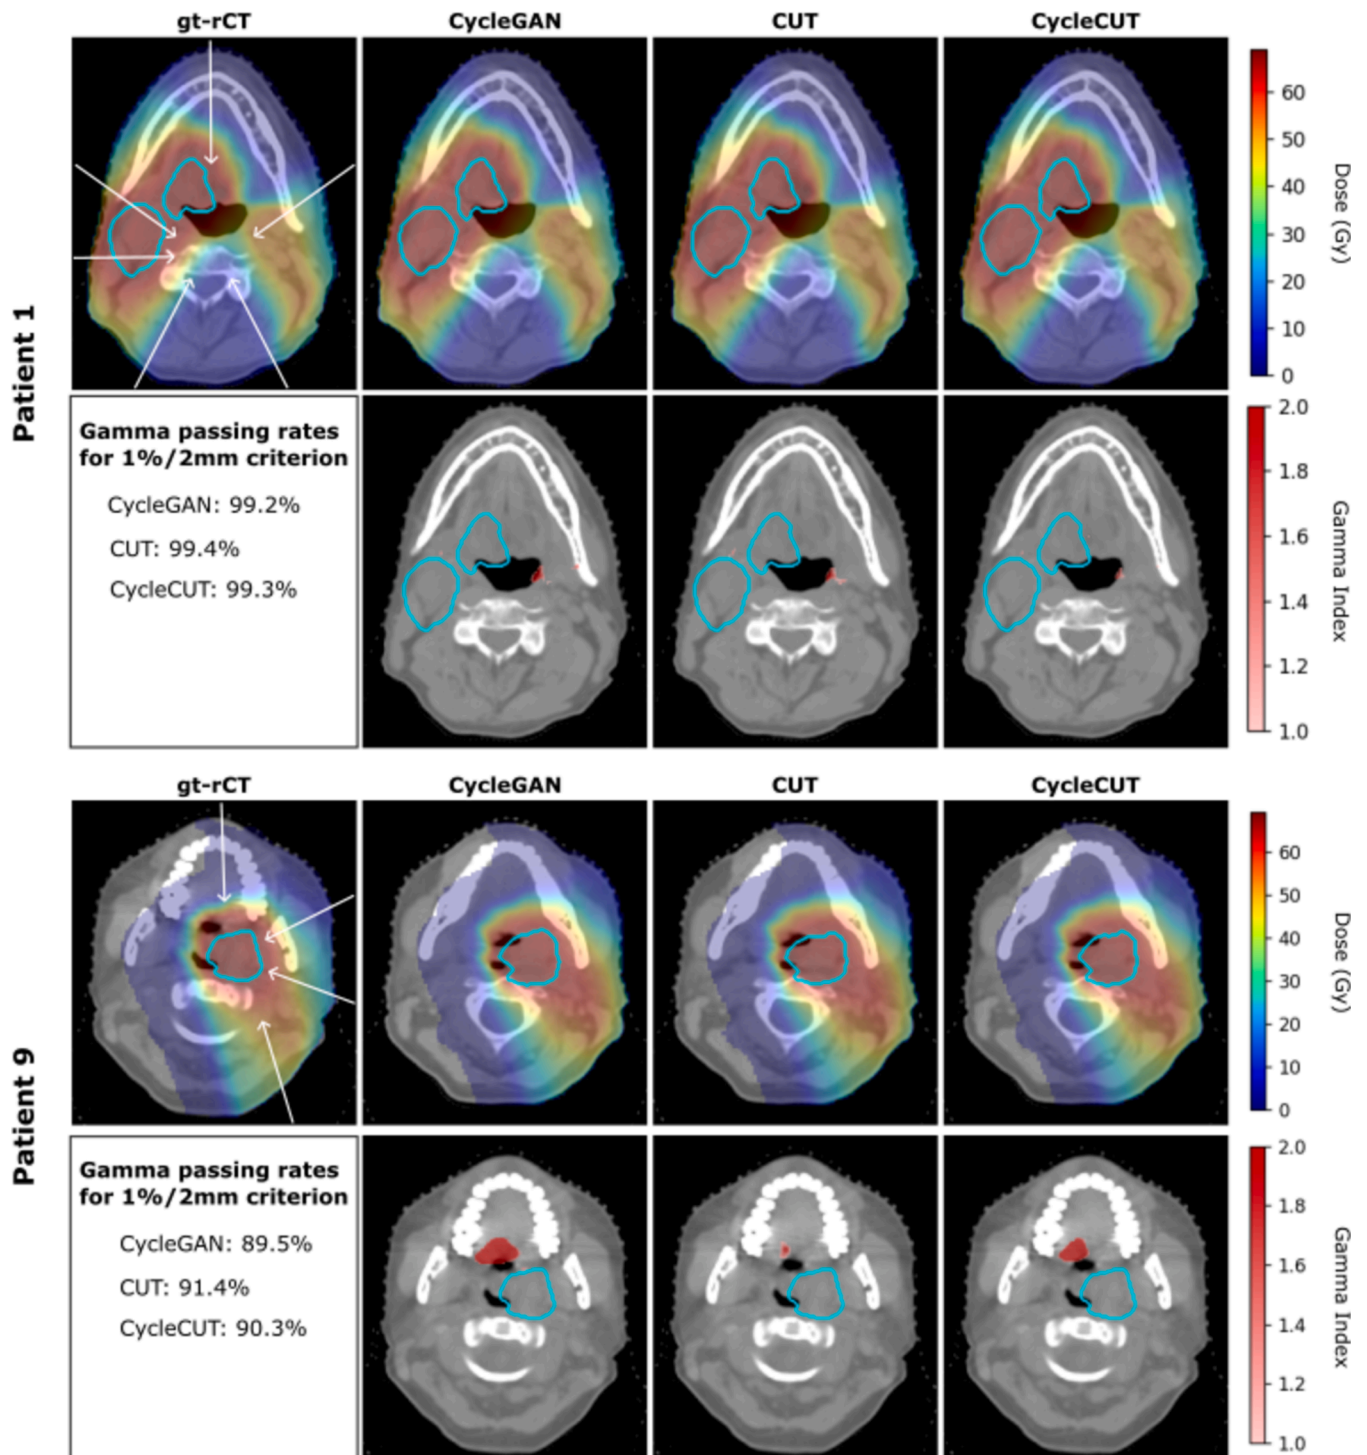 gt-rCT CycleGAN CUT CycleCUT
Patient 1
60
50
40
30
20
10
0
Dose (Gy)
Gamma passing rates
for 1%/2mm criterion
CycleGAN: 99.2%
CUT: 99.4%
CycleCUT: 99.3%
2.0
1.8
1.6
1.4
1.2
1.0
Gamma Index
gt-rCT CycleGAN CUT CycleCUT
Patient 9
60
50
40
30
20
10
0
Dose (Gy)
Gamma passing rates
for 1%/2mm criterion
CycleGAN: 89.5%
CUT: 91.4%
CycleCUT: 90.3%
2.0
1.8
1.6
1.4
1.2
1.0
Gamma Index